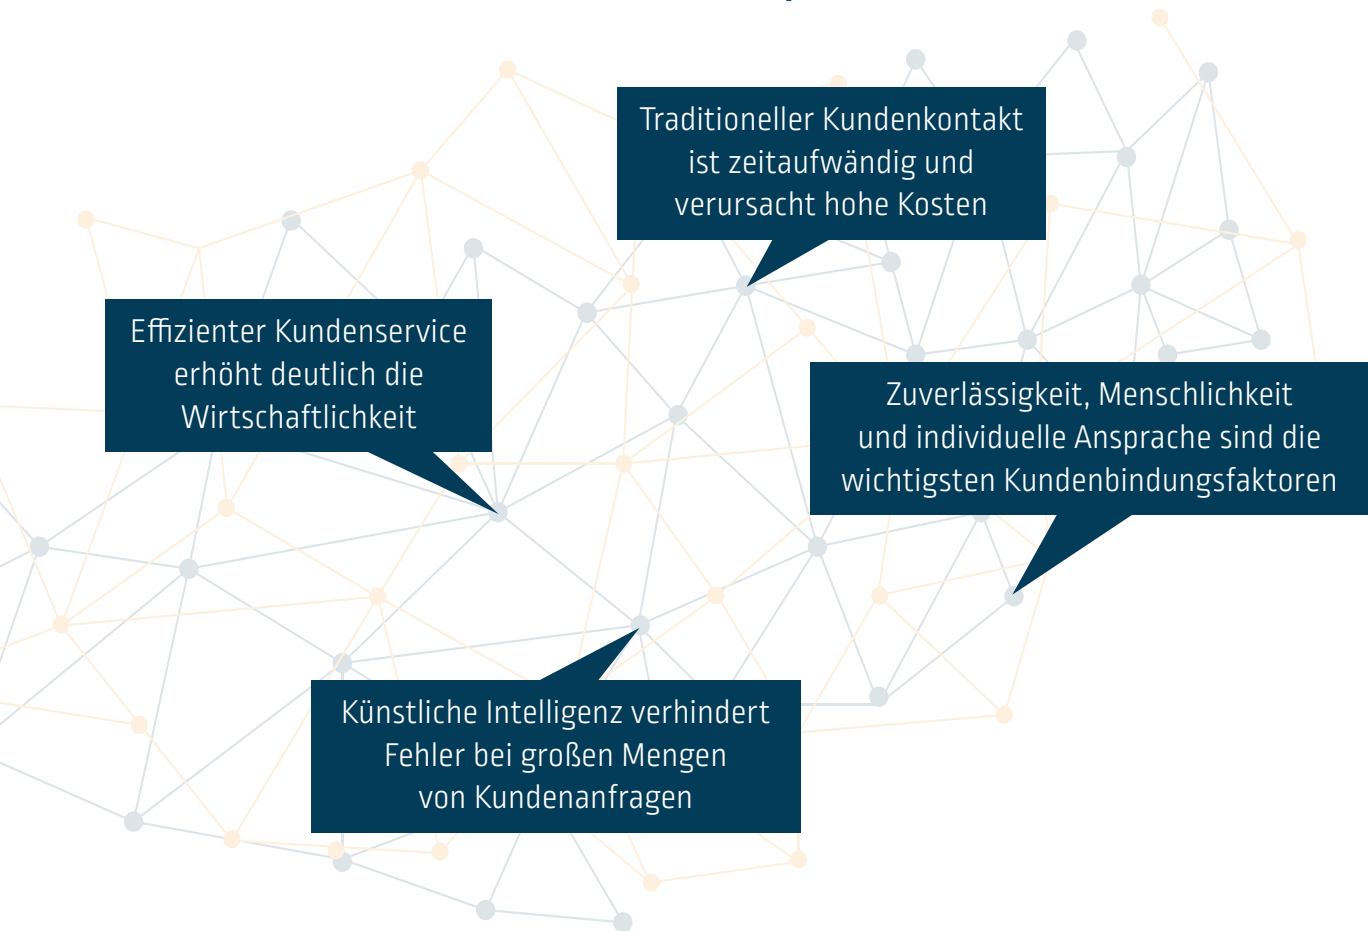 Traditioneller Kundenkontakt
ist zeitaufwändig und
verursacht hohe Kosten
Effizienter Kundenservice
erhöht deutlich die
Wirtschaftlichkeit
Zuverlässigkeit, Menschlichkeit
und individuelle Ansprache sind die
wichtigsten Kundenbindungsfaktoren
Künstliche Intelligenz verhindert
Fehler bei großen Mengen
von Kundenanfragen